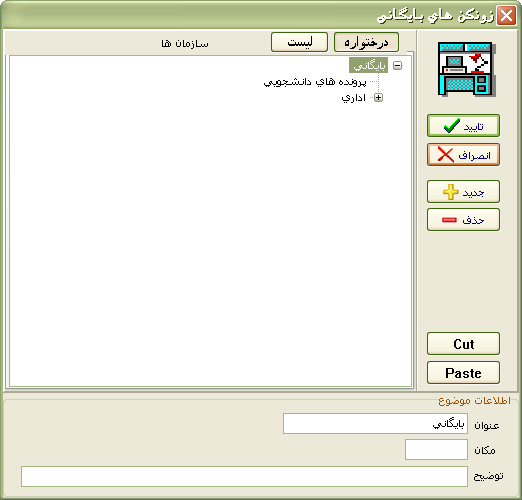 زونكن هاي بايگاني
درختواره
ليست
سازمان ها
بايگاني
پرونده هاي دانشجويي
اداري
تاييد
انصراف
جديد
حذف
Cut
Paste
اطلاعات موضوع
عنوان
بايگاني
مكان
توضيح